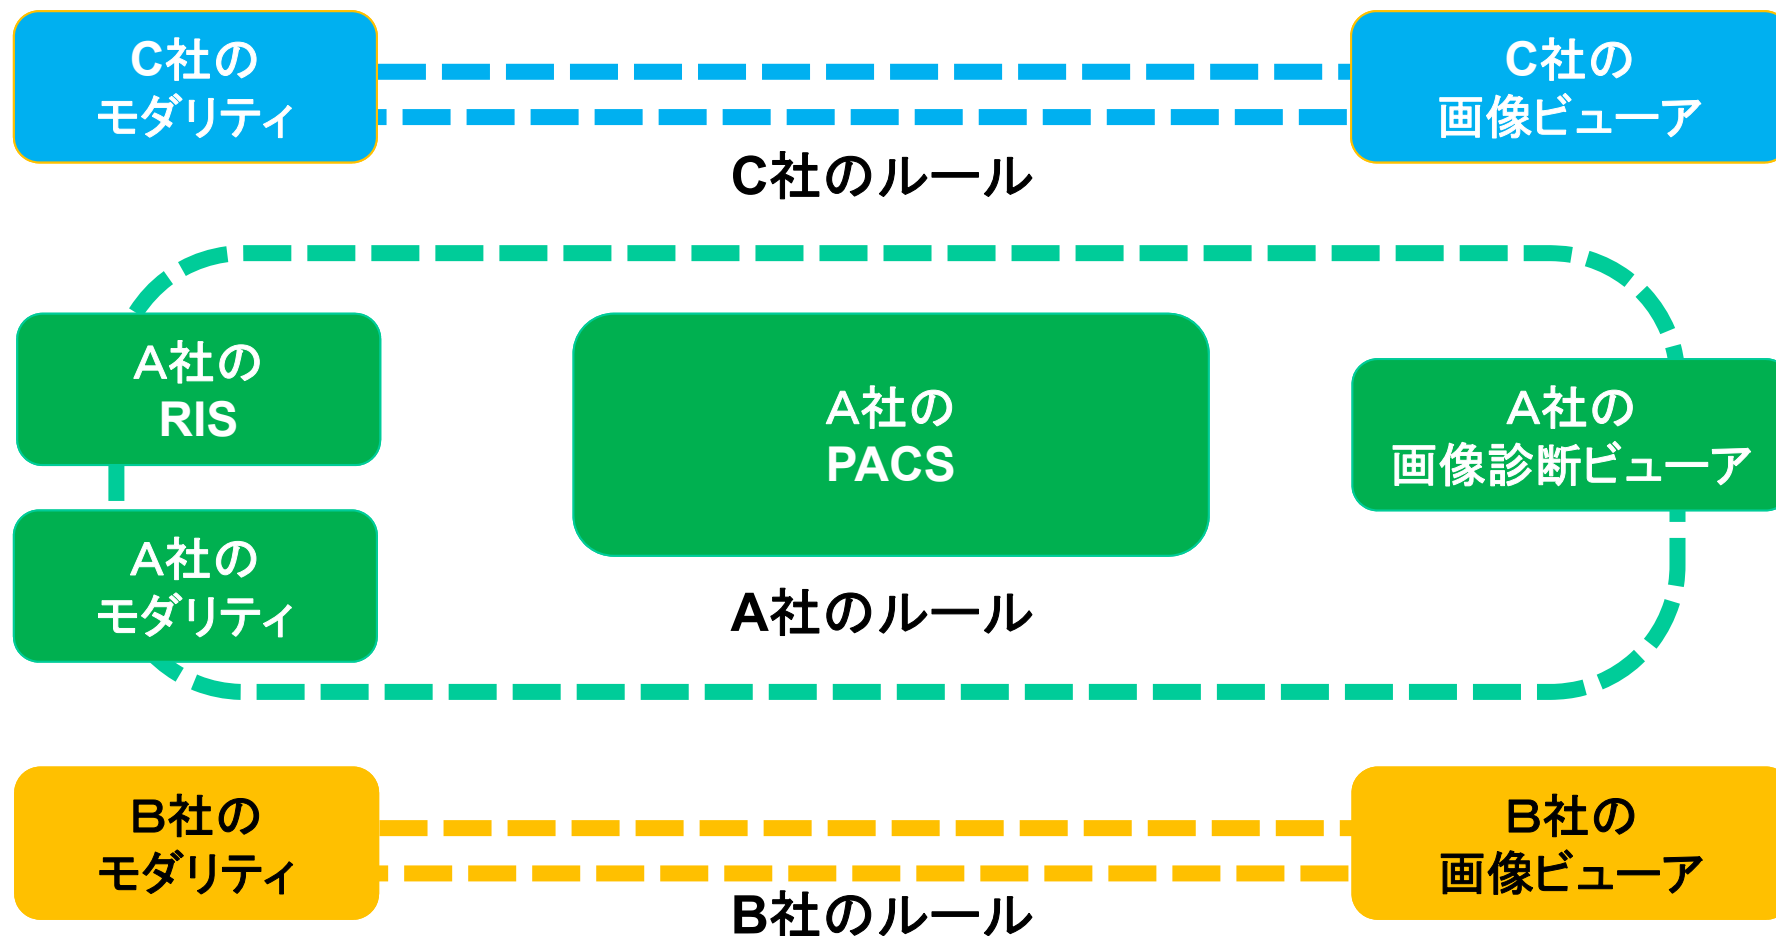 C社の
モダリティ
C社の
画像ビューア
C社のルール
A社の
RIS
A社の
PACS
A社の
画像診断ビューア
A社の
モダリティ
A社のルール
B社の
モダリティ
B社の
画像ビューア
B社のルール